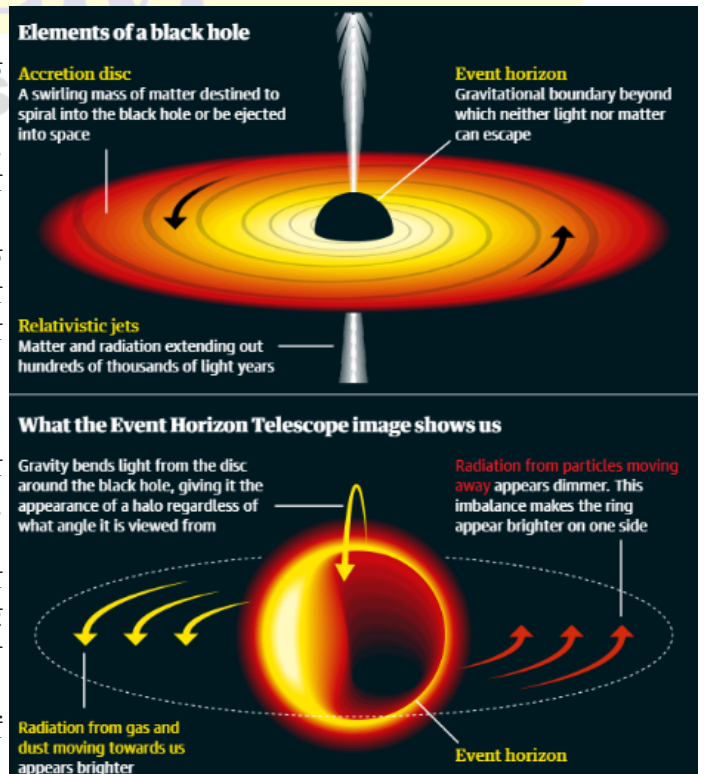 Elements of a black hole
Accretion disc
A swirling mass of matter destined to
spiral into the black hole or be ejected
into space
Event horizon
Gravitational boundary beyond
which neither light nor matter
can escape
Relativistic jets
Matter and radiation extending out
hundreds of thousands of light years
What the Event Horizon Telescope image shows us
Gravity bends light from the disc
around the black hole, giving it the
appearance of a halo regardless of
what angle it is viewed from
Radiation from particles moving
away appears dimmer. This
imbalance makes the ring
appear brighter on one side
Radiation from gas and
dust moving towards us
appears brighter
Event horizon